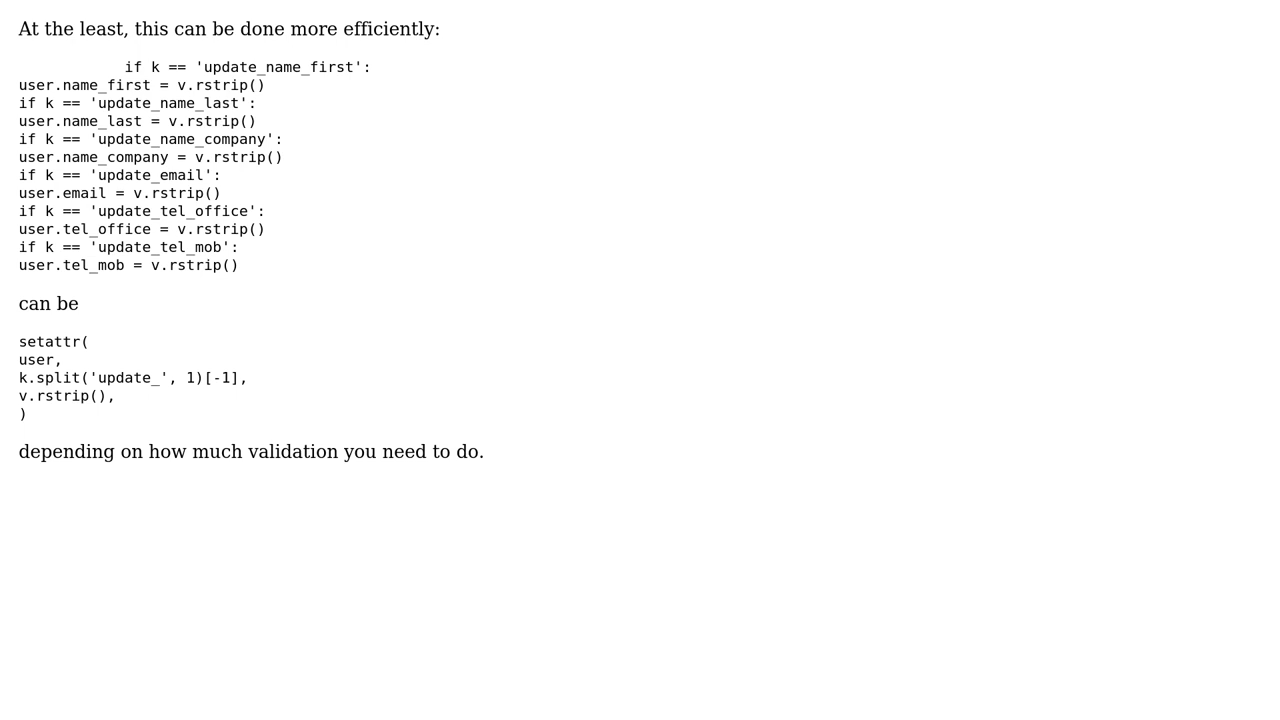 At the least, this can be done more efficiently:
if k == 'update_name_first':
user.name_first = v.rstrip()
if k == 'update_name_last':
user.name_last = v.rstrip()
if k == 'update_name_company':
user.name_company = v.rstrip()
if k == 'update_email':
user.email = v.rstrip()
if k == 'update_tel_office':
user.tel_office = v.rstrip()
if k == 'update_tel_mob':
user.tel_mob = v.rstrip()
can be
setattr(
user,
k.split('update_', 1)[-1],
v.rstrip(),
)
depending on how much validation you need to do.